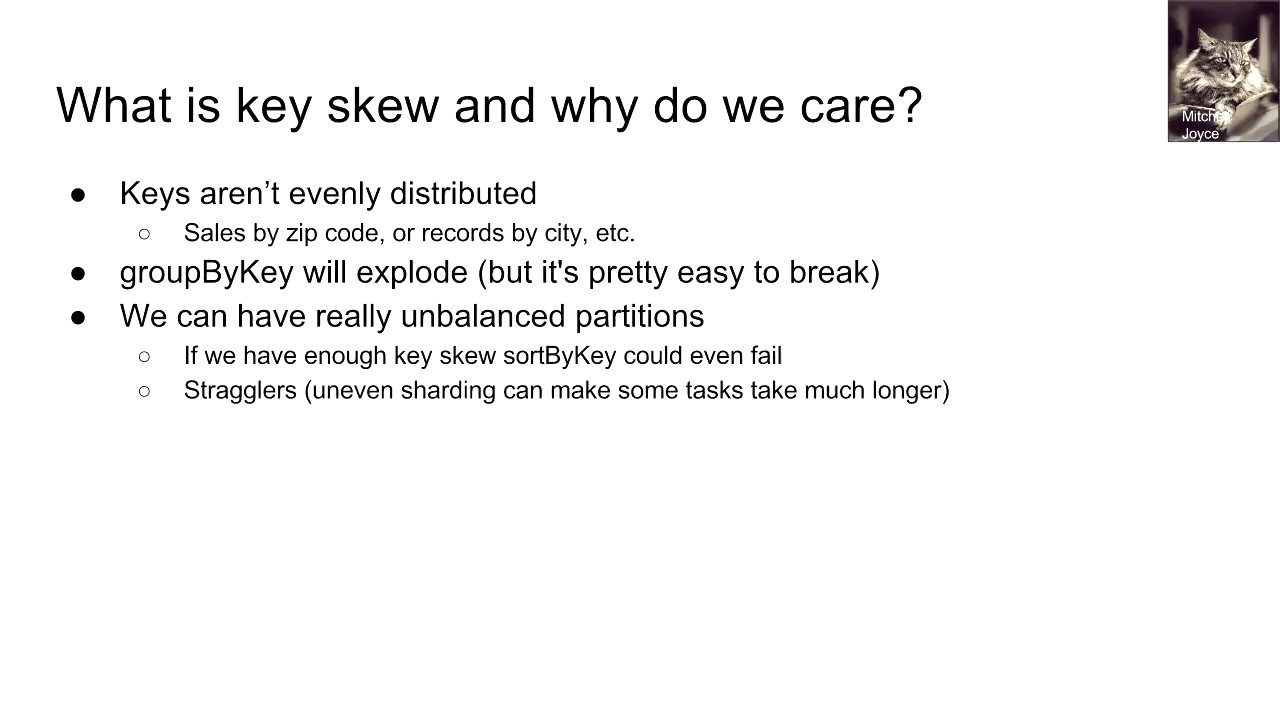 What is key skew and why do we care?
● Keys aren’t evenly distributed
○ Sales by zip code, or records by city, etc.
● groupByKey will explode (but it's pretty easy to break)
● We can have really unbalanced partitions
○ If we have enough key skew sortByKey could even fail
○ Stragglers (uneven sharding can make some tasks take much longer)
Joyce